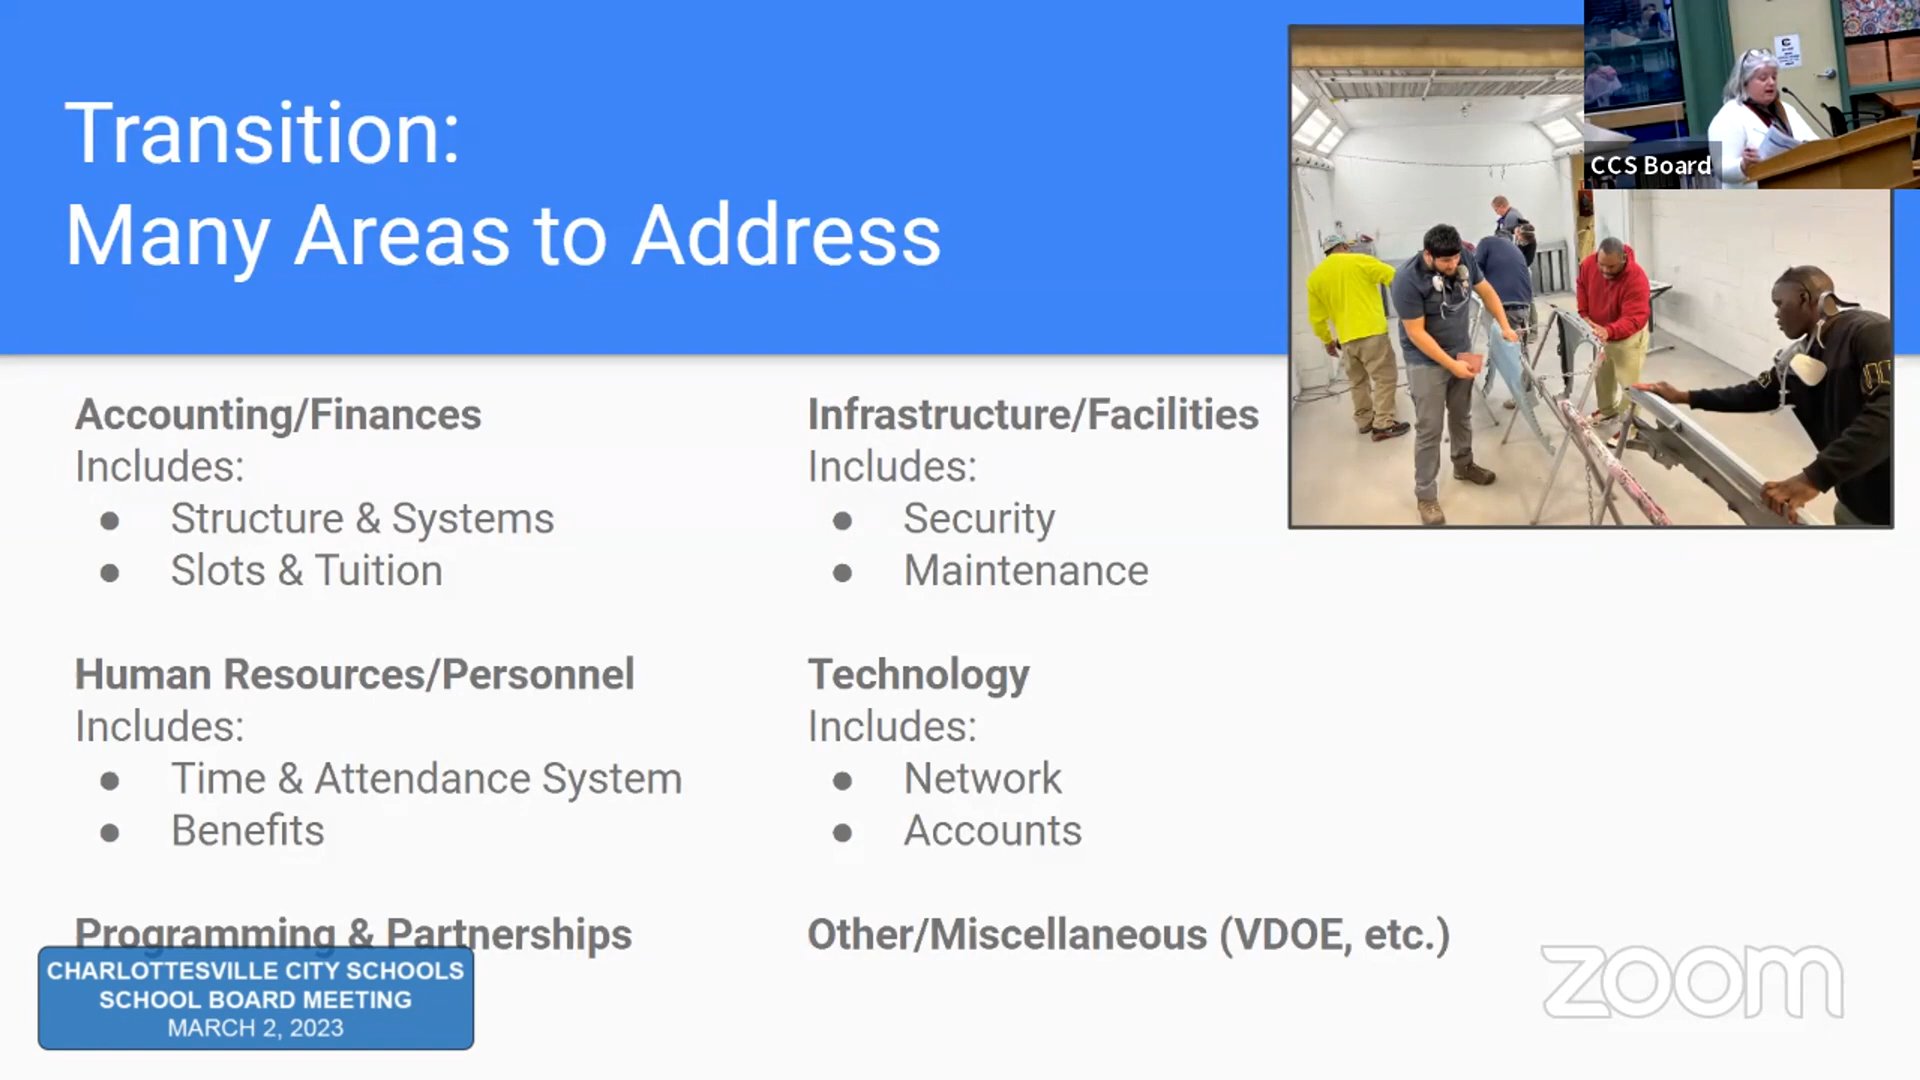 Transition:
Many Areas to Address
CCS Board
Accounting/Finances
Includes:
● Structure & Systems
● Slots & Tuition
Human Resources/Personnel
Includes:
● Time & Attendance System
● Benefits
Programming & Partnerships
Infrastructure/Facilities
Includes:
● Security
● Maintenance
Technology
Includes:
● Network
● Accounts
Other/Miscellaneous (VDOE, etc.)
CHARLOTTESVILLE CITY SCHOOLS
SCHOOL BOARD MEETING
MARCH 2, 2023
zoom